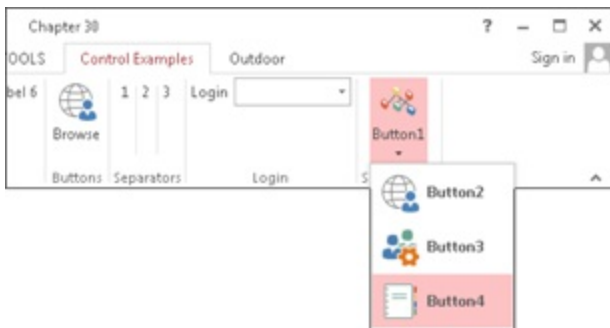 Chapter 30
?
OOLS Control Examples Outdoor Sign in
bel 6 1 2 3 Login
Browse Button1
Buttons Separators Login S
Button2
Button3
Button4